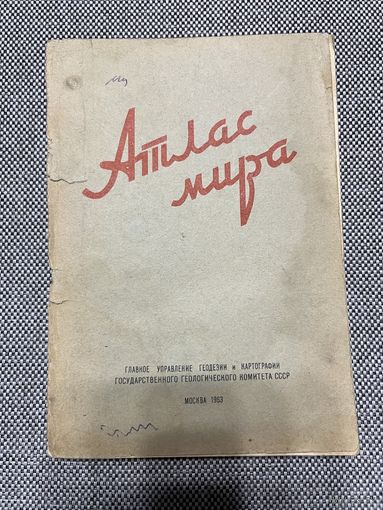 Атлас
мира
ГЛАВНОЕ УПРАВЛЕНИЕ ГЕОДЕЗИИ и КАРТОГРАФИИ
ГОСУДАРСТВЕННОГО ГЕОЛОГИЧЕСКОГО КОМИТЕТА СССР
МОСКВА 1963